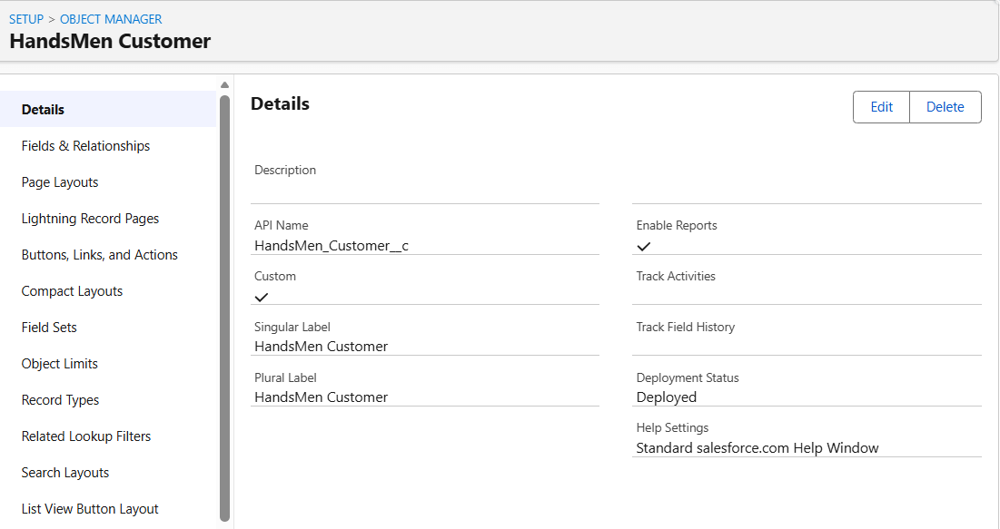 SETUP > OBJECT MANAGER
HandsMen Customer
Details
Fields & Relationships
Page Layouts
Lightning Record Pages
Buttons, Links, and Actions
Compact Layouts
Field Sets
Object Limits
Record Types
Related Lookup Filters
Search Layouts
List View Button Layout
Details
Edit
Delete
Description
API Name
HandsMen_Customer__c
Custom
Singular Label
HandsMen Customer
Plural Label
HandsMen Customer
Enable Reports
Track Activities
Track Field History
Deployment Status
Deployed
Help Settings
Standard salesforce.com Help Window